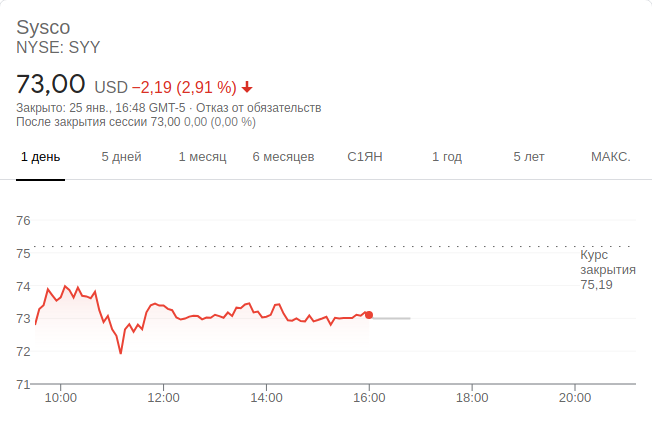 Sysco
NYSE: SYY
73,00 USD −2,19 (2,91 %)
Закрыто: 25 янв., 16:48 GMT-5 · Отказ от обязательств
После закрытия сессии 73,00 0,00 (0,00 %)
1 день 5 дней 1 месяц 6 месяцев С1ЯН 1 год 5 лет МАКС.
76
75
74
73
72
71
Курс
закрытия
75,19
10:00 12:00 14:00 16:00 18:00 20:00